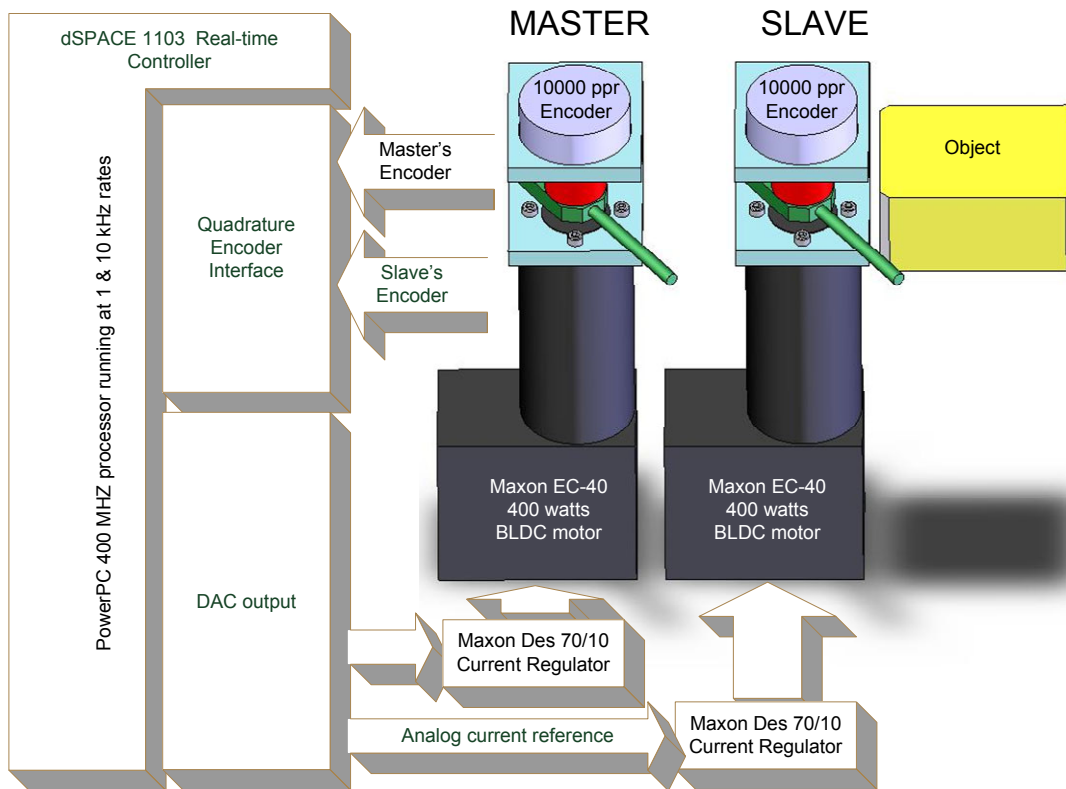 MASTER
SLAVE
dSPACE 1103 Real-time
Controller
10000 ppr
Encoder
10000 ppr
Encoder
Object
Master's
Encoder
Quadrature
Encoder
Interface
Slave's
Encoder
PowerPC 400 MHZ processor running at 1 & 10 kHz rates
Maxon EC-40
400 watts
BLDC motor
Maxon EC-40
400 watts
BLDC motor
DAC output
Maxon Des 70/10
Current Regulator
Analog current reference
Maxon Des 70/10
Current Regulator